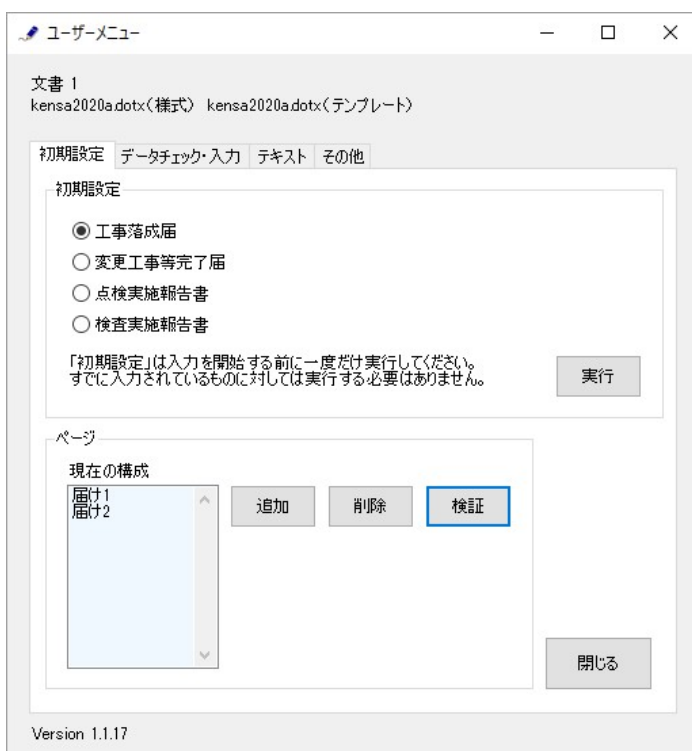 ユーザーメニュー
文書 1
kensa2020a.dotx（様式） kensa2020a.dotx（テンプレート）
初期設定 データチェック・入力 テキスト その他
初期設定
工事落成届
変更工事等完了届
点検実施報告書
検査実施報告書
「初期設定」は入力を開始する前に一度だけ実行してください。
すでに入力されているものに対しては実行する必要はありません。
実行
ページ
現在の構成
届け1
届け2
追加 削除 検証
閉じる
Version 1.1.17